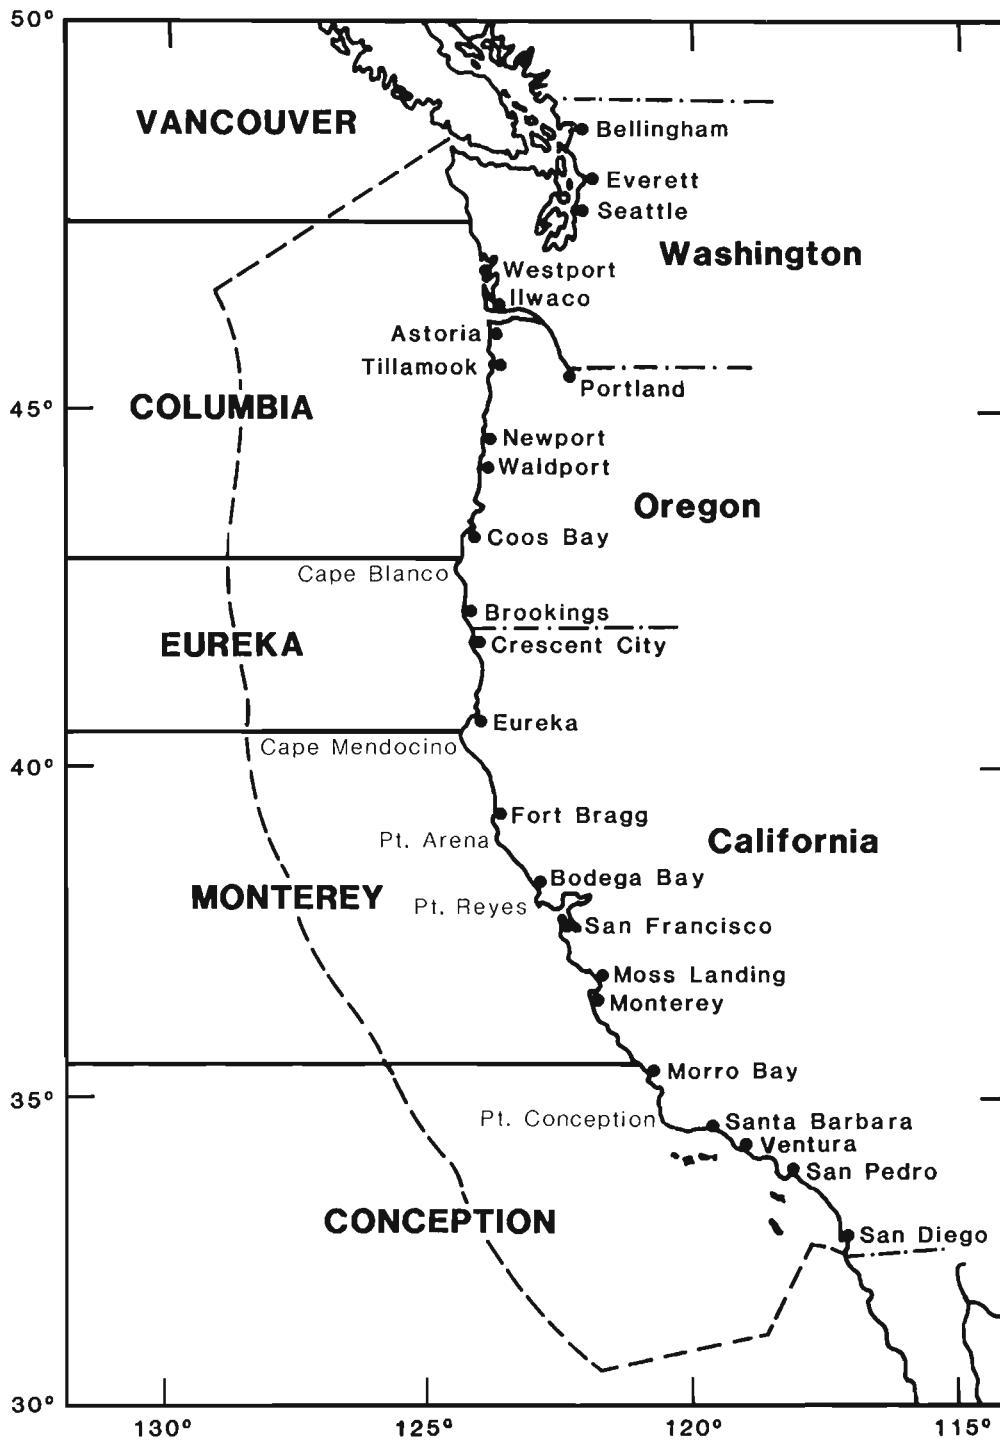 50°
VANCOUVER
Bellingham
Everett
Seattle
Washington
Westport
Ilwaco
Astoria
Tillamook
Portland
COLUMBIA
45°
Newport
Waldport
Oregon
Coos Bay
Cape Blanco
Brookings
EUREKA
Crescent City
Eureka
Cape Mendocino
40°
Fort Bragg
Pt. Arena
California
Bodega Bay
MONTEREY
Pt. Reyes
San Francisco
Moss Landing
Monterey
Morro Bay
35°
Pt. Conception
Santa Barbara
Ventura
San Pedro
CONCEPTION
San Diego
30°
130°
125°
120°
115°